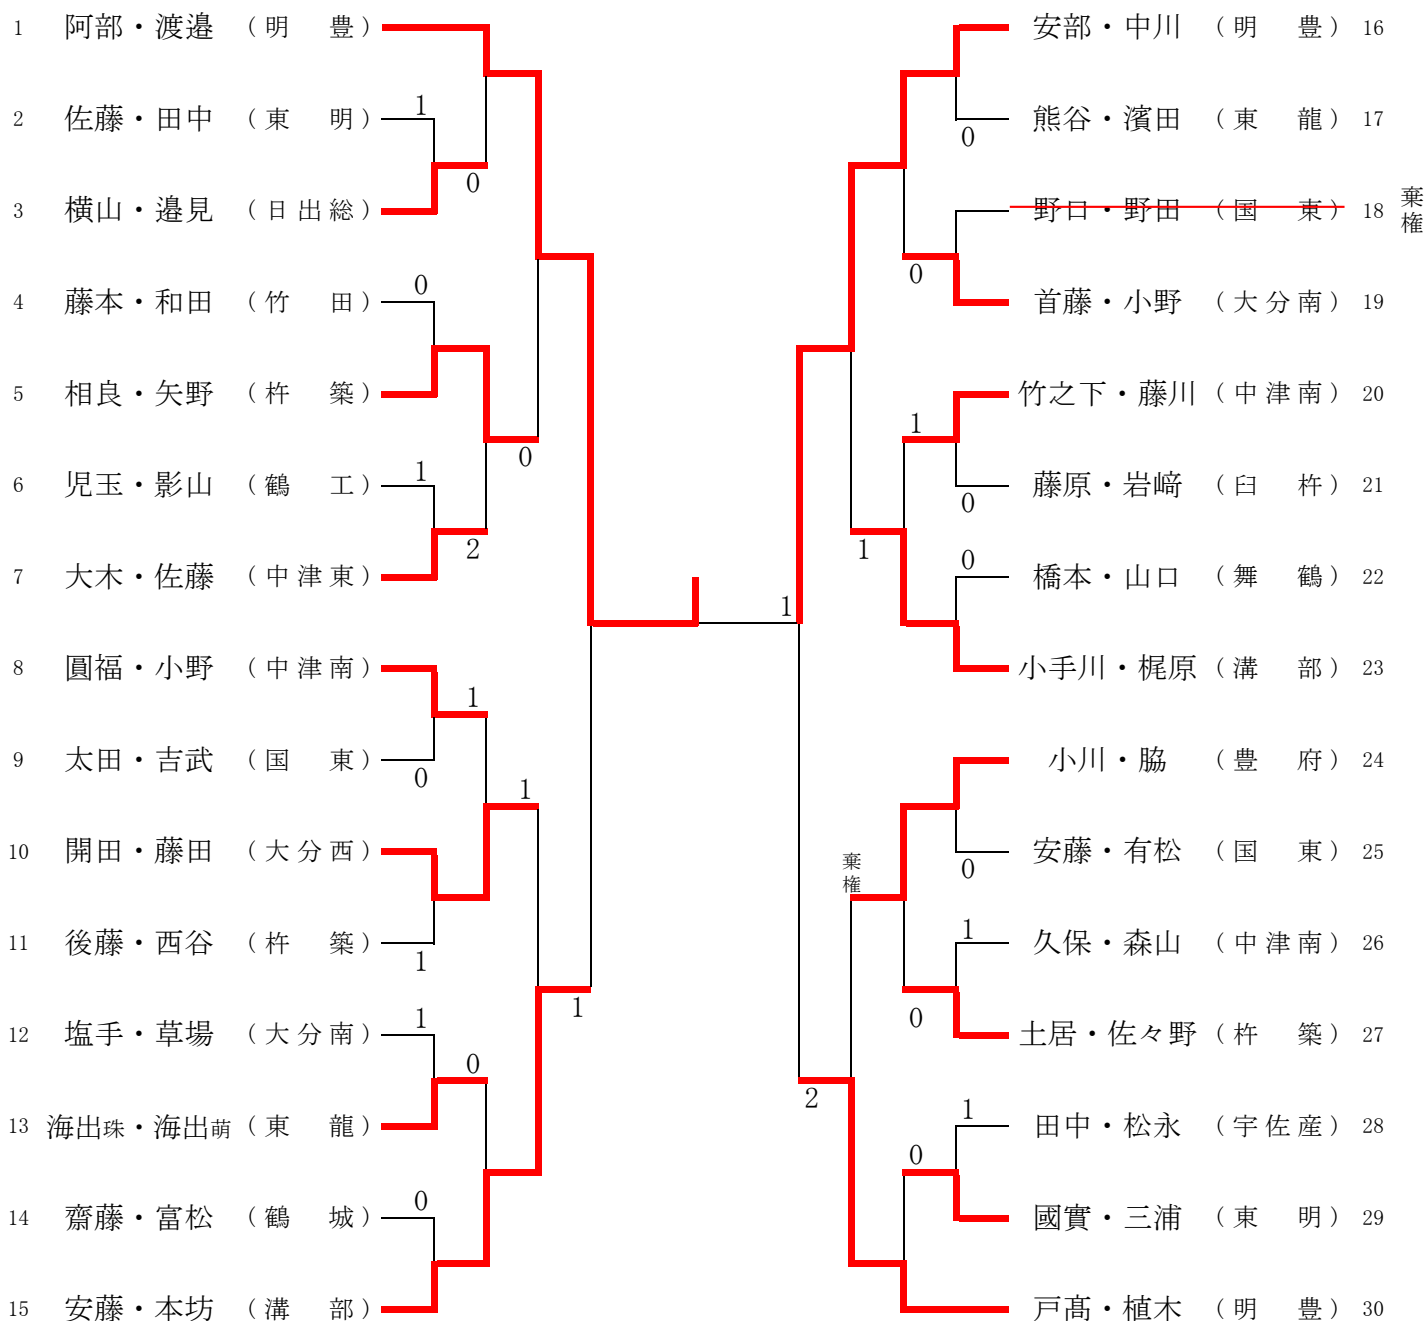 1 阿部・渡邉 （明 豊）
2 佐藤・田中 （東 明） 1
0
3 横山・邉見 （日出総）
4 藤本・和田 （竹 田） 0
5 相良・矢野 （杵 築）
0
6 児玉・影山 （鶴 工） 1
2
7 大木・佐藤 （中津東）
8 圓福・小野 （中津南）
1
9 太田・吉武 （国 東） 0
1
10 開田・藤田 （大分西）
11 後藤・西谷 （杵 築） 1
1
12 塩手・草場 （大分南） 1
0
13 海出珠・海出萌（東 龍）
14 齋藤・富松 （鶴 城） 0
15 安藤・本坊 （溝 部）
1
安部・中川 （明 豊） 16
0 熊谷・濱田 （東 龍） 17
野口・野田 （国 東） 18 棄権
0
首藤・小野 （大分南） 19
竹之下・藤川 （中津南） 20
1
0 藤原・岩﨑 （臼 杵） 21
1
0 橋本・山口 （舞 鶴） 22
小手川・梶原 （溝 部） 23
小川・脇 （豊 府） 24
0 安藤・有松 （国 東） 25
棄権
1 久保・森山 （中津南） 26
0
土居・佐々野 （杵 築） 27
2
1 田中・松永 （宇佐産） 28
0
國實・三浦 （東 明） 29
戸髙・植木 （明 豊） 30